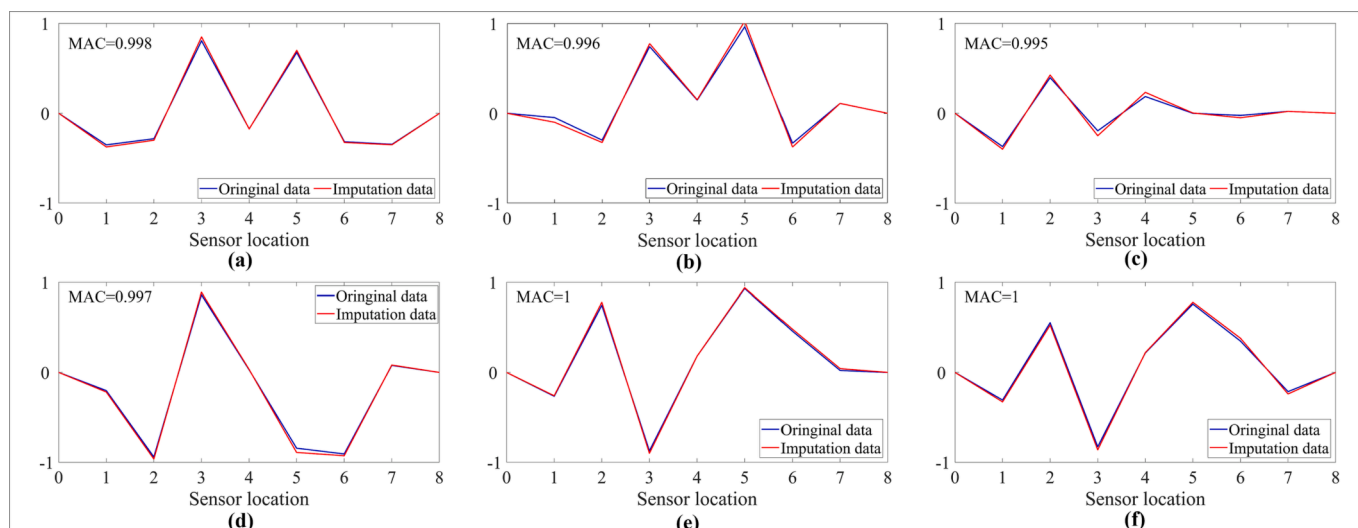 1
MAC=0.998
0
Oringinal data Imputation data
-1
0 1 2 3 4 5 6 7 8
Sensor location
(a)
1
MAC=0.996
0
Oringinal data Imputation data
-1
0 1 2 3 4 5 6 7 8
Sensor location
(b)
1
MAC=0.995
0
Oringinal data Imputation data
-1
0 1 2 3 4 5 6 7 8
Sensor location
(c)
1
MAC=0.997
Oringinal data
Imputation data
0
-1
0 1 2 3 4 5 6 7 8
Sensor location
(d)
1
MAC=1
0
Oringinal data
Imputation data
-1
0 1 2 3 4 5 6 7 8
Sensor location
(e)
1
MAC=1
0
Oringinal data
Imputation data
-1
0 1 2 3 4 5 6 7 8
Sensor location
(f)